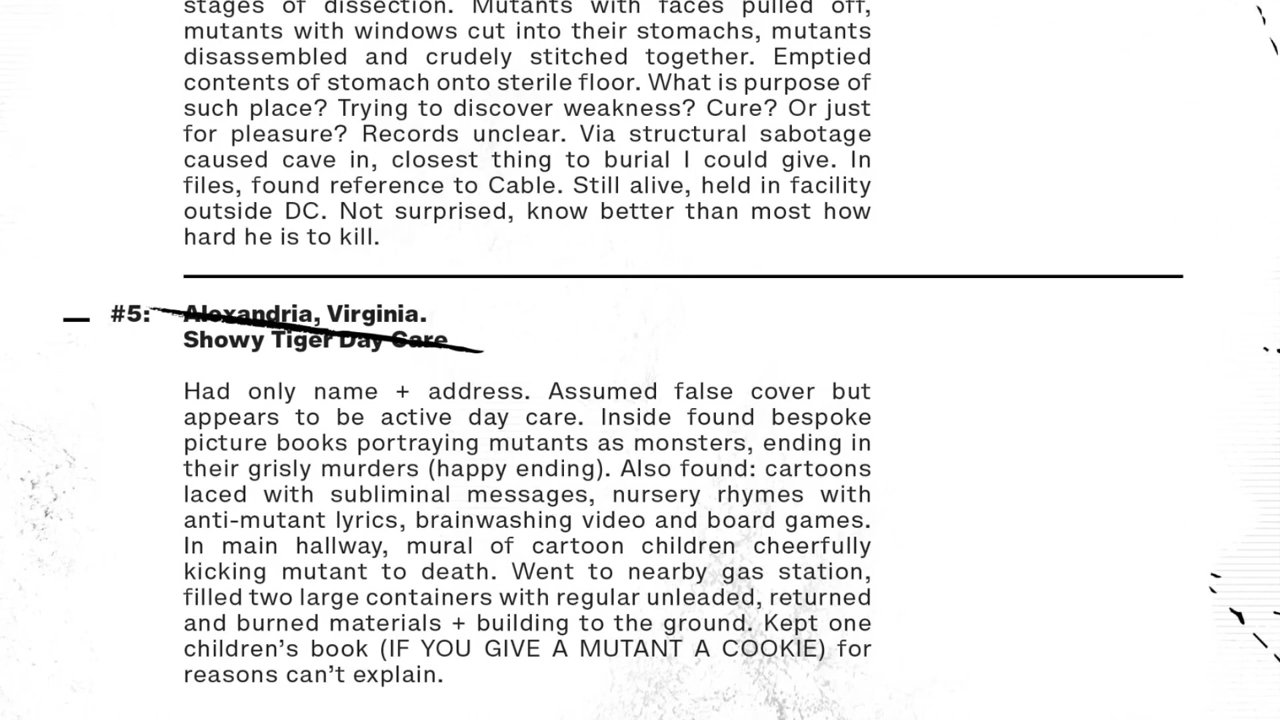 stages of dissection. Mutants with faces pulled off,
mutants with windows cut into their stomachs, mutants
disassembled and crudely stitched together. Emptied
contents of stomach onto sterile floor. What is purpose of
such place? Trying to discover weakness? Cure? Or just
for pleasure? Records unclear. Via structural sabotage
caused cave in, closest thing to burial I could give. In
files, found reference to Cable. Still alive, held in facility
outside DC. Not surprised, know better than most how
hard he is to kill.
#5: Alexandria, Virginia.
Showy Tiger Day Care
Had only name + address. Assumed false cover but
appears to be active day care. Inside found bespoke
picture books portraying mutants as monsters, ending in
their grisly murders (happy ending). Also found: cartoons
laced with subliminal messages, nursery rhymes with
anti-mutant lyrics, brainwashing video and board games.
In main hallway, mural of cartoon children cheerfully
kicking mutant to death. Went to nearby gas station,
filled two large containers with regular unleaded, returned
and burned materials + building to the ground. Kept one
children’s book (IF YOU GIVE A MUTANT A COOKIE) for
reasons can’t explain.